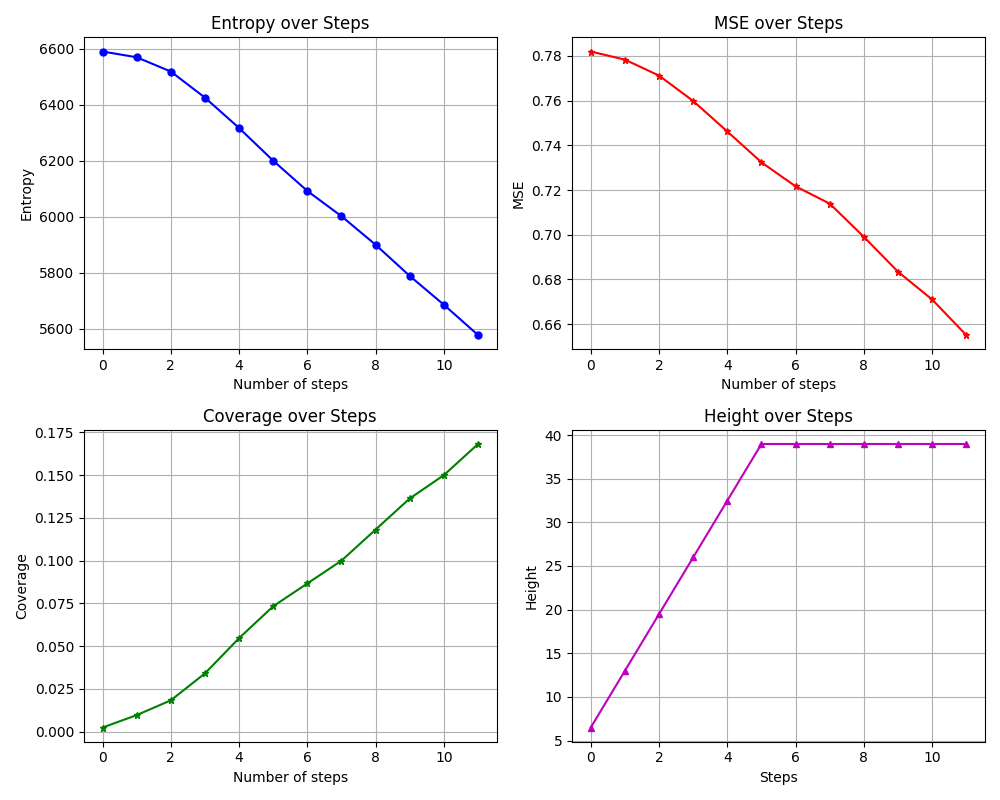 Entropy over Steps
6600
6400
6200
6000
5800
5600
Entropy
0 2 4 6 8 10
Number of steps
MSE over Steps
0.78
0.76
0.74
0.72
0.70
0.68
0.66
MSE
0 2 4 6 8 10
Number of steps
Coverage over Steps
0.175
0.150
0.125
0.100
0.075
0.050
0.025
0.000
Coverage
0 2 4 6 8 10
Number of steps
Height over Steps
40
35
30
25
20
15
10
5
Height
0 2 4 6 8 10
Steps